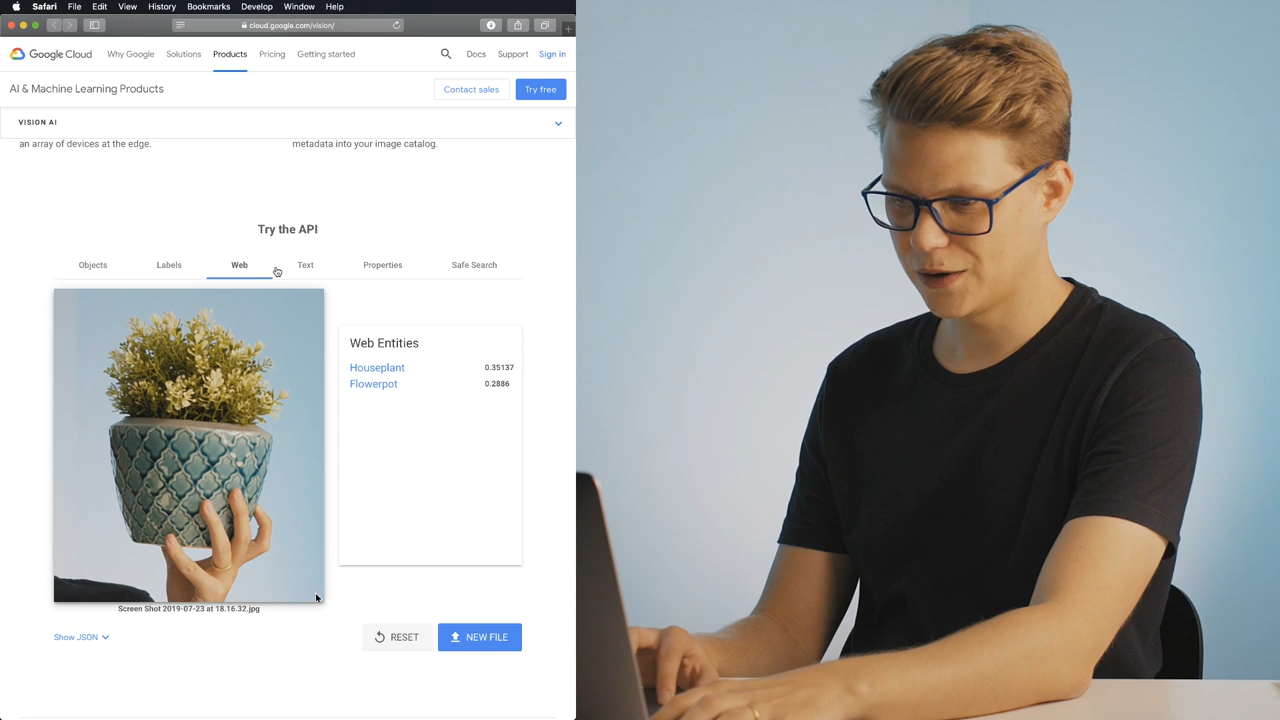 Safari File Edit View History Bookmarks Develop Window Help
cloud.google.com/vision/
Google Cloud Why Google Solutions Products Pricing Getting started Docs Support Sign in
AI & Machine Learning Products Contact sales Try free
VISION AI
an array of devices at the edge. metadata into your image catalog.
Try the API
Objects Labels Web Text Properties Safe Search
Web Entities
Houseplant 0.35137
Flowerpot 0.2886
Screen Shot 2019-07-23 at 18.16.32.jpg
Show JSON RESET NEW FILE